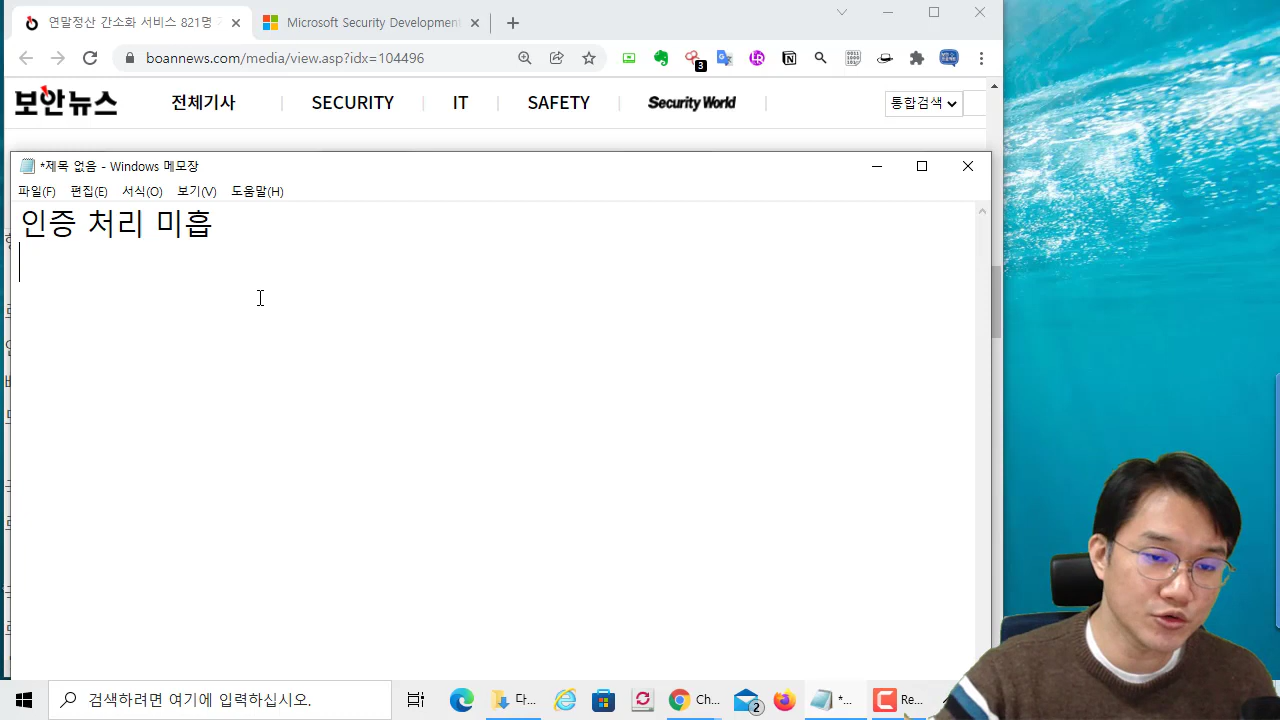 연말정산 간소화 서비스 821명
Microsoft Security Development
boannews.com/media/view.asp?idx=104496
3
보안뉴스 전체기사 SECURITY IT SAFETY Security World 통합검색
*제목 없음 - Windows 메모장
파일(F) 편집(E) 서식(O) 보기(V) 도움말(H)
인증 처리 미흡
검색하려면 여기에 입력하십시오. 다... Ch... 2 *... Re...